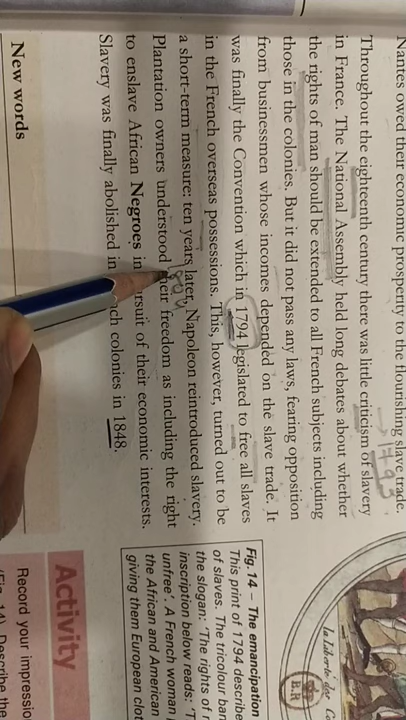 Nantes owed their economic prosperity to the flourishing slave trade.
Throughout the eighteenth century there was little criticism of slavery
in France. The National Assembly held long debates about whether
the rights of man should be extended to all French subjects including
those in the colonies. But it did not pass any laws, fearing opposition
from businessmen whose incomes depended on the slave trade. It
was finally the Convention which in 1794 legislated to free all slaves
in the French overseas possessions. This, however, turned out to be
a short-term measure: ten years later, Napoleon reintroduced slavery.
Plantation owners understood their freedom as including the right
to enslave African Negroes in pursuit of their economic interests.
Slavery was finally abolished in colonies in 1848.
New words
la liberté
B.R
Fig. 14 – The emancipation
This print of 1794 describe
of slaves. The tricolour ban
the slogan: ‘The rights of
inscription below reads: ‘T
unfree’. A French woman
the African and American
giving them European clot
Activity
Record your impressio
(Fig. 14). Describe the